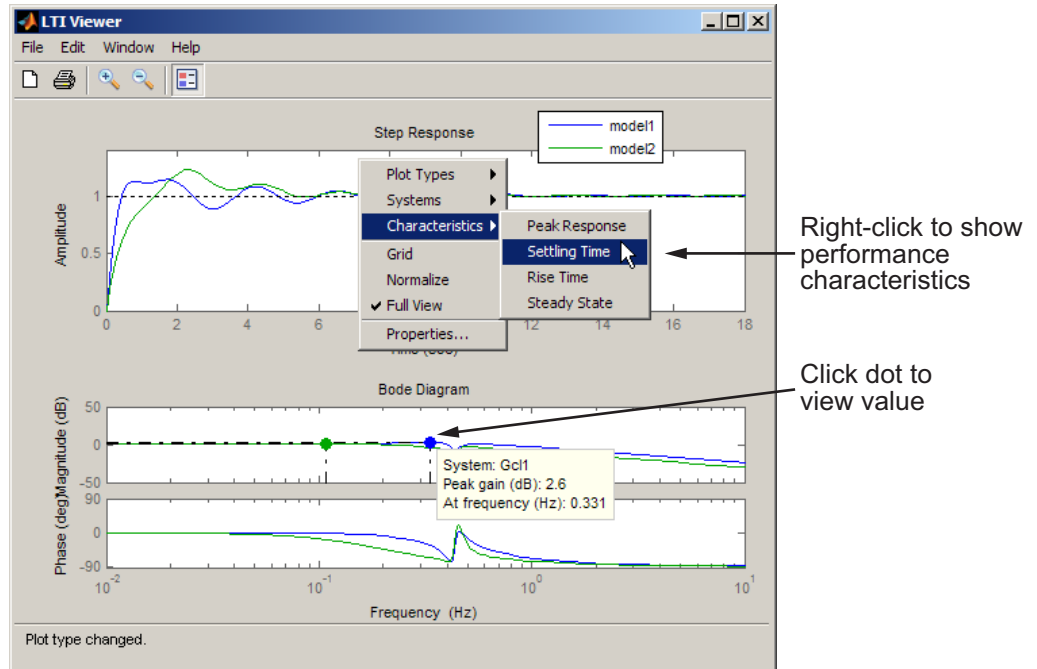 LTI Viewer
File Edit Window Help
Step Response
model1
model2
Amplitude
1
0.5
0
0 2 4 6 12 14 16 18
Plot Types
Systems
Characteristics
Grid
Normalize
Full View
Properties...
Peak Response
Settling Time
Rise Time
Steady State
Right-click to show
performance
characteristics
Bode Diagram
Click dot to
view value
Magnitude (dB)
50
0
-50
System: Gcl1
Peak gain (dB): 2.6
At frequency (Hz): 0.331
Phase (deg)
90
0
-90
10^-2 10^-1 10^0 10^1
Frequency (Hz)
Plot type changed.